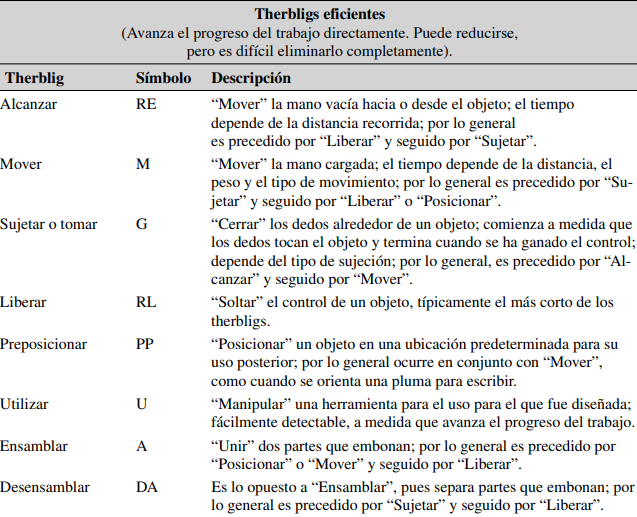 Therbligs eficientes
(Avanza el progreso del trabajo directamente. Puede reducirse,
pero es difícil eliminarlo completamente).
Therblig Símbolo Descripción
Alcanzar RE “Mover” la mano vacía hacia o desde el objeto; el tiempo
depende de la distancia recorrida; por lo general
es precedido por “Liberar” y seguido por “Sujetar”.
Mover M “Mover” la mano cargada; el tiempo depende de la distancia, el
peso y el tipo de movimiento; por lo general es precedido por “Su-
jetar” y seguido por “Liberar” o “Posicionar”.
Sujetar o tomar G “Cerrar” los dedos alrededor de un objeto; comienza a medida que
los dedos tocan el objeto y termina cuando se ha ganado el control;
depende del tipo de sujeción; por lo general, es precedido por “Al-
canzar” y seguido por “Mover”.
Liberar RL “Soltar” el control de un objeto, típicamente el más corto de los
therbligs.
Preposicionar PP “Posicionar” un objeto en una ubicación predeterminada para su
uso posterior; por lo general ocurre en conjunto con “Mover”,
como cuando se orienta una pluma para escribir.
Utilizar U “Manipular” una herramienta para el uso para el que fue diseñada;
fácilmente detectable, a medida que avanza el progreso del trabajo.
Ensamblar A “Unir” dos partes que embonan; por lo general es precedido por
“Posicionar” o “Mover” y seguido por “Liberar”.
Desensamblar DA Es lo opuesto a “Ensamblar”, pues separa partes que embonan; por
lo general es precedido por “Sujetar” y seguido por “Liberar”.